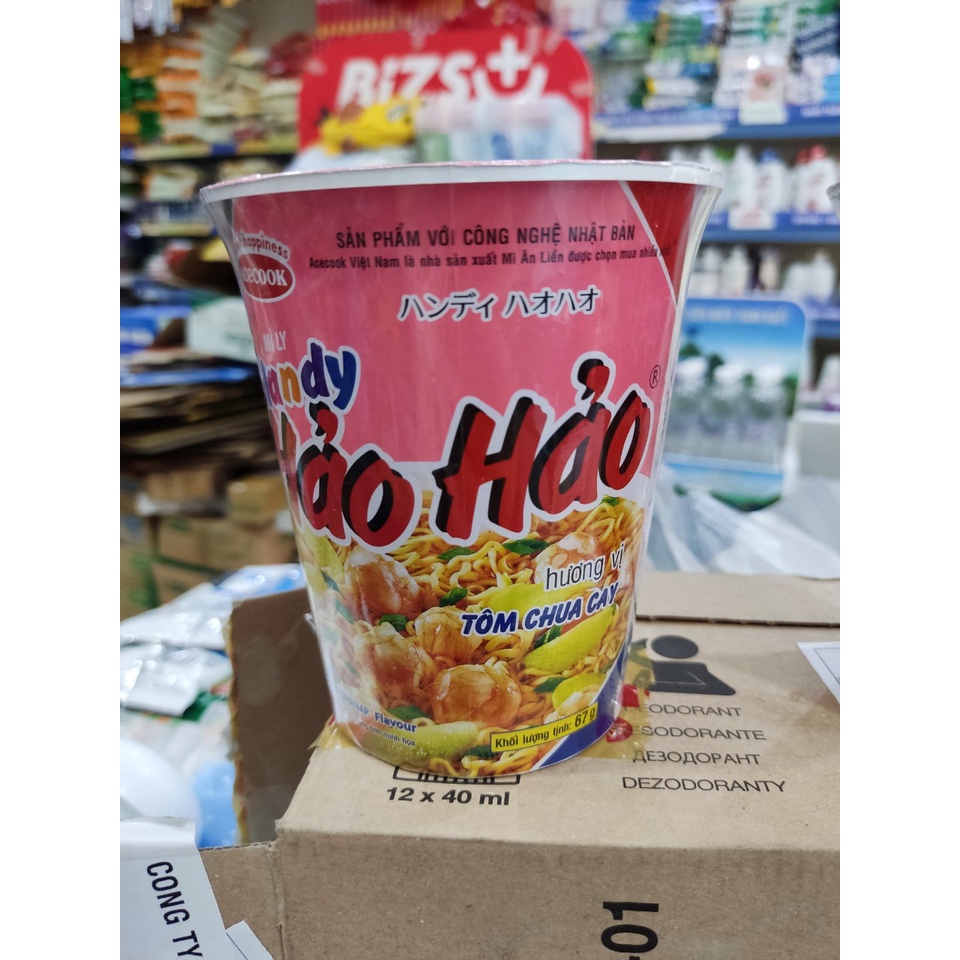 BiZS
SẢN PHẨM VỚI CÔNG NGHỆ NHẬT BẢN
Acecook Việt Nam là nhà sản xuất Mì Ăn Liền được chọn mua nhiều
happiness
ACECOOK
ハンディ ハオハオ
MÌ LY
Handy
Hảo Hảo®
hương vị
TÔM CHUA CAY
Flavour
Khối lượng tịnh: 67 g
12 x 40 ml
DEODORANT
DESODORANTE
ДЕЗОДОРАНТ
DEZODORANTY
CONG TY
-01